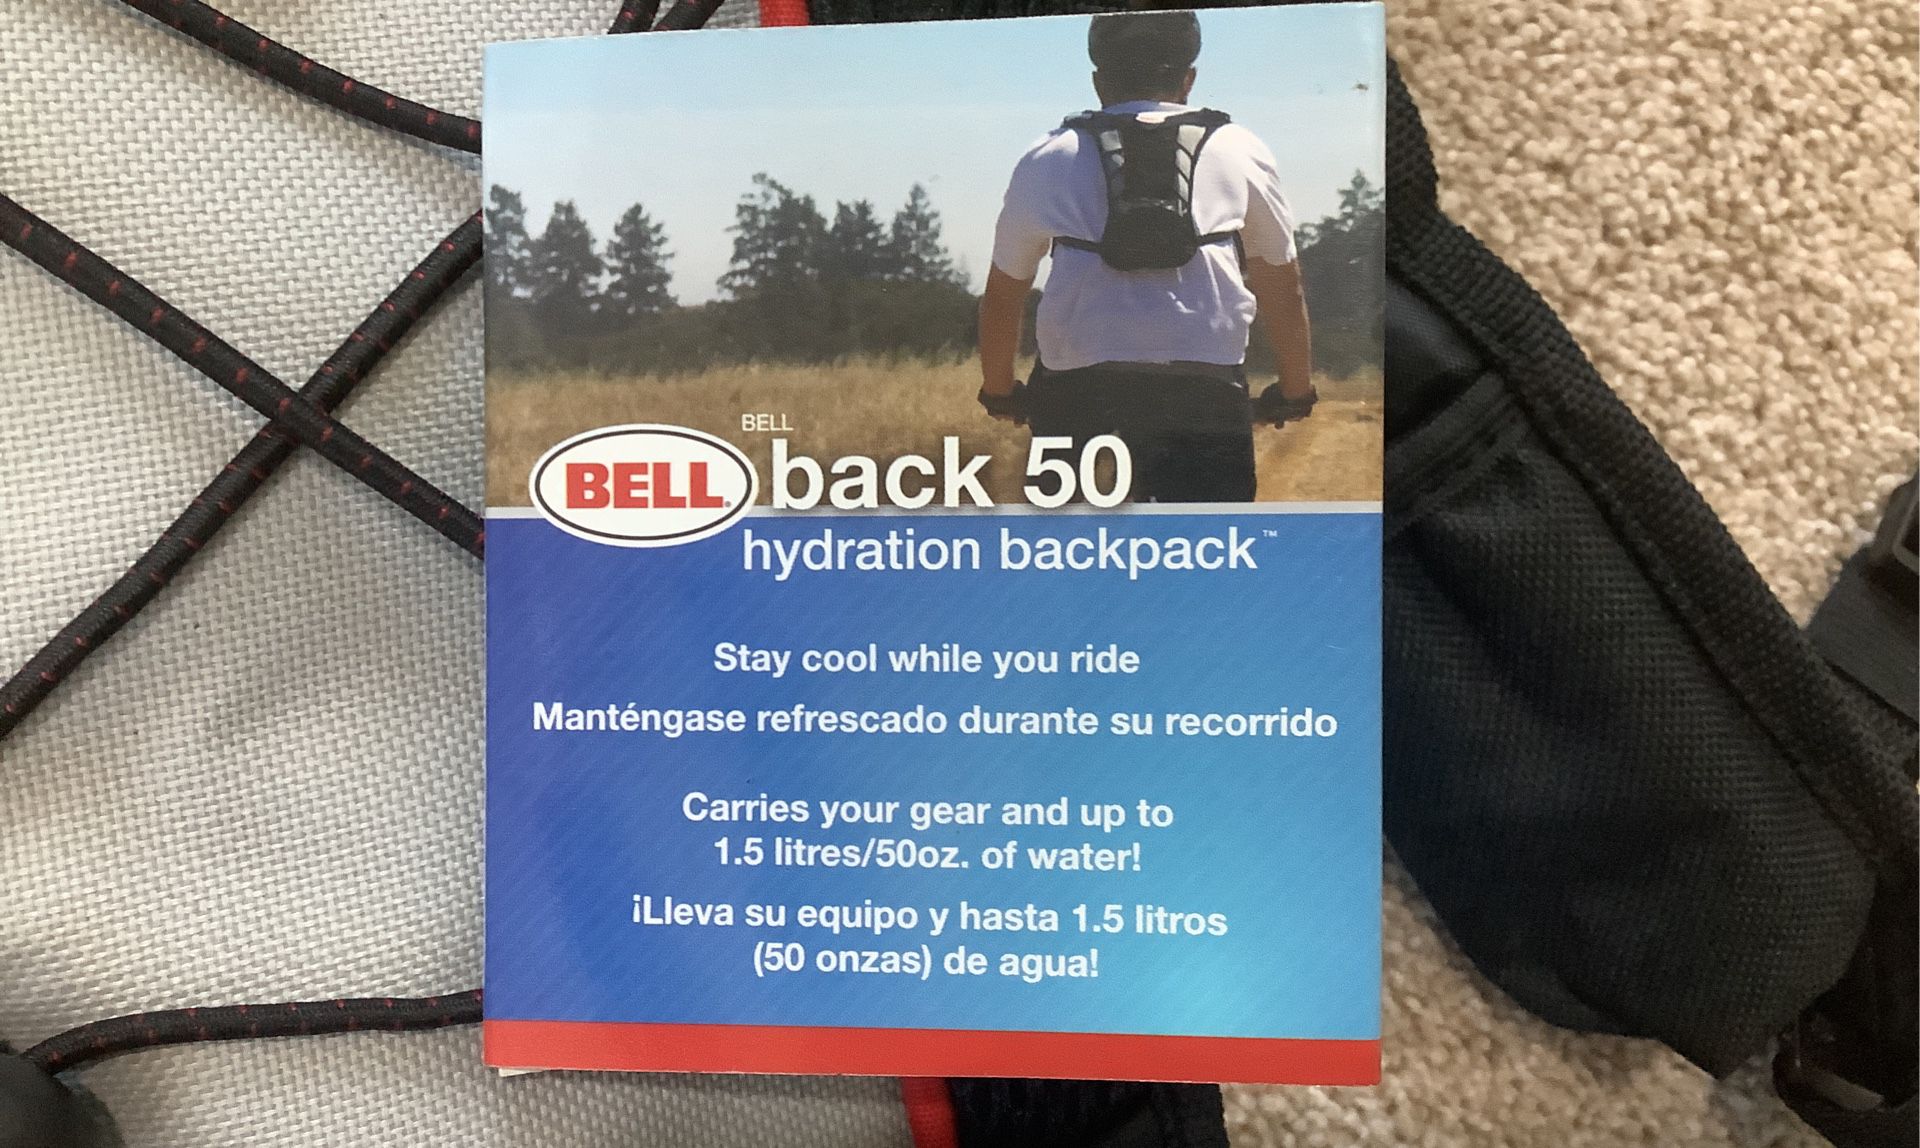 BELL
BELL
back 50
hydration backpack™
Stay cool while you ride
Manténgase refrescado durante su recorrido
Carries your gear and up to
1.5 litres/50oz. of water!
¡Lleva su equipo y hasta 1.5 litros
(50 onzas) de agua!